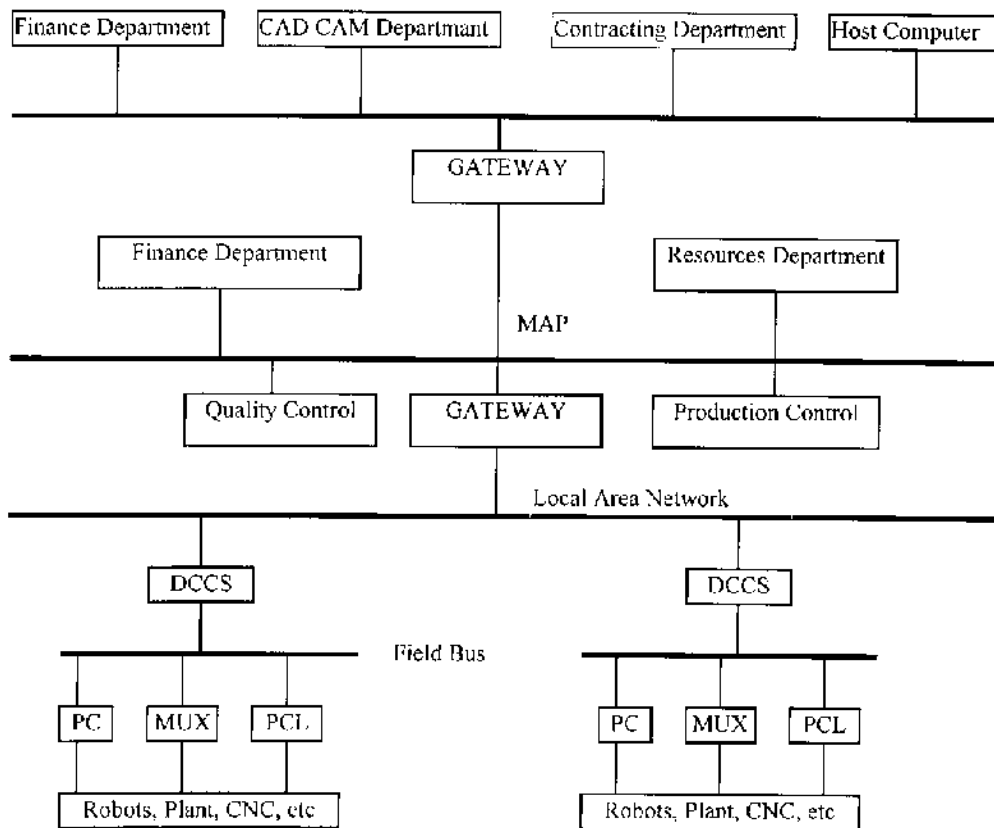 Finance Department
CAD CAM Departmant
Contracting Department
Host Computer
GATEWAY
Finance Department
Resources Department
MAP
Quality Control
GATEWAY
Production Control
Local Area Network
DCCS
DCCS
Field Bus
PC
MUX
PCL
PC
MUX
PCL
Robots, Plant, CNC, etc
Robots, Plant, CNC, etc